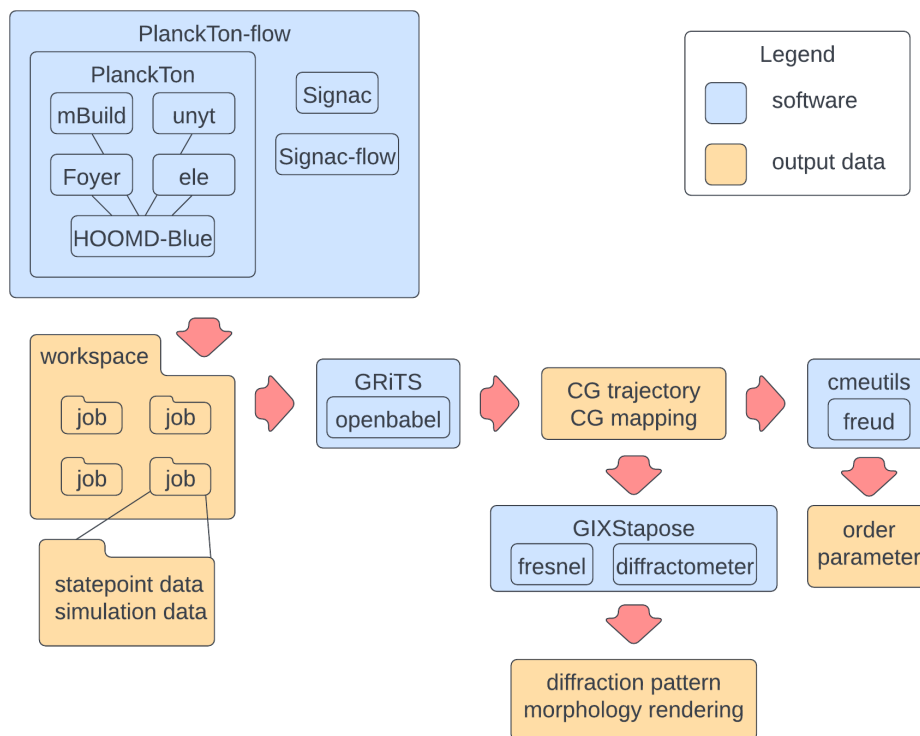 PlanckTon-flow
PlanckTon
mBuild
unyt
Foyer
ele
HOOMD-Blue
Signac
Signac-flow
Legend
software
output data
workspace
job
job
job
job
statepoint data
simulation data
GRiTS
openbabel
CG trajectory
CG mapping
cmeutils
freud
order
parameter
GIXStapose
fresnel
diffractometer
diffraction pattern
morphology rendering